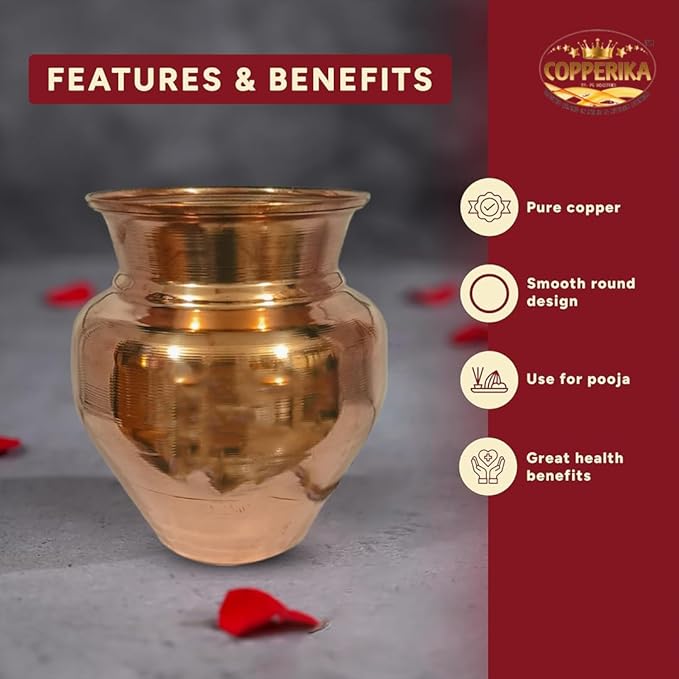 FEATURES & BENEFITS
COPPERIKA
Pure copper
Smooth round
design
Use for pooja
Great health
benefits